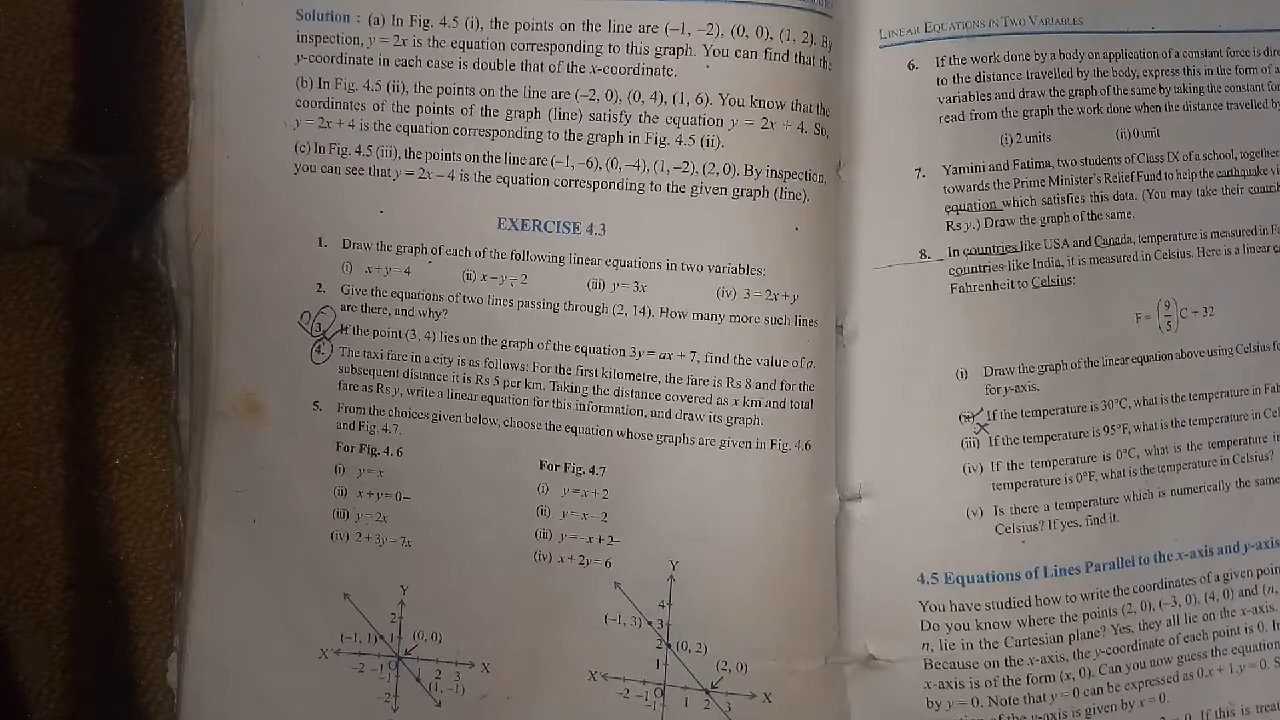 Solution : (a) In Fig. 4.5 (i), the points on the line are (–1, –2), (0, 0), (1, 2). By
inspection, y = 2x is the equation corresponding to this graph. You can find that the
y-coordinate in each case is double that of the x-coordinate.
(b) In Fig. 4.5 (ii), the points on the line are (–2, 0), (0, 4), (1, 6). You know that the
coordinates of the points of the graph (line) satisfy the equation y = 2x + 4. So,
y = 2x + 4 is the equation corresponding to the graph in Fig. 4.5 (ii).
(c) In Fig. 4.5 (iii), the points on the line are (–1, –6), (0, –4), (1, –2), (2, 0). By inspection,
you can see that y = 2x – 4 is the equation corresponding to the given graph (line).
EXERCISE 4.3
1. Draw the graph of each of the following linear equations in two variables:
(i) x + y = 4 (ii) x – y = 2 (iii) y = 3x (iv) 3 = 2x + y
2. Give the equations of two lines passing through (2, 14). How many more such lines
are there, and why?
3. If the point (3, 4) lies on the graph of the equation 3y = ax + 7, find the value of a.
4. The taxi fare in a city is as follows: For the first kilometre, the fare is Rs 8 and for the
subsequent distance it is Rs 5 per km. Taking the distance covered as x km and total
fare as Rs y, write a linear equation for this information, and draw its graph.
5. From the choices given below, choose the equation whose graphs are given in Fig. 4.6
and Fig. 4.7.
For Fig. 4. 6
(i) y = x
(ii) x + y = 0
(iii) y = 2x
(iv) 2 + 3y = 7x
For Fig. 4.7
(i) y = x + 2
(ii) y = x – 2
(iii) y = –x + 2
(iv) x + 2y = 6
Y
2
(–1, 1) 1 (0, 0)
X' X
–2 –1 0 2 3
–1 (1, –1)
–2
Y
4
(–1, 3) 3
2 (0, 2)
1 (2, 0)
X' X
–2 –1 0 1 2 3
–1
LINEAR EQUATIONS IN TWO VARIABLES
6. If the work done by a body on application of a constant force is
to the distance travelled by the body, express this in the form of a
variables and draw the graph of the same by taking the constant
read from the graph the work done when the distance travelled
(i) 2 units (ii) 0 unit
7. Yamini and Fatima, two students of Class IX of a school, together
towards the Prime Minister's Relief Fund to help the earthquake
equation which satisfies this data. (You may take their
Rs y.) Draw the graph of the same.
8. In countries like USA and Canada, temperature is measured in
countries like India, it is measured in Celsius. Here is a linear
Fahrenheit to Celsius:
F = (9/5) C + 32
(i) Draw the graph of the linear equation above using Celsius
for y-axis.
(ii) If the temperature is 30°C, what is the temperature in
(iii) If the temperature is 95°F, what is the temperature in
(iv) If the temperature is 0°C, what is the temperature
temperature is 0°F, what is the temperature in Celsius?
(v) Is there a temperature which is numerically the same
Celsius? If yes, find it.
4.5 Equations of Lines Parallel to the x-axis and y-axis
You have studied how to write the coordinates of a given
Do you know where the points (2, 0), (–3, 0), (4, 0) and (n,
n, lie in the Cartesian plane? Yes, they all lie on the x-axis.
Because on the x-axis, the y-coordinate of each point is 0.
x-axis is of the form (x, 0). Can you now guess the equation
by y = 0. Note that y = 0 can be expressed as 0.x + 1.y = 0.
of the y-axis is given by x = 0.
If this is